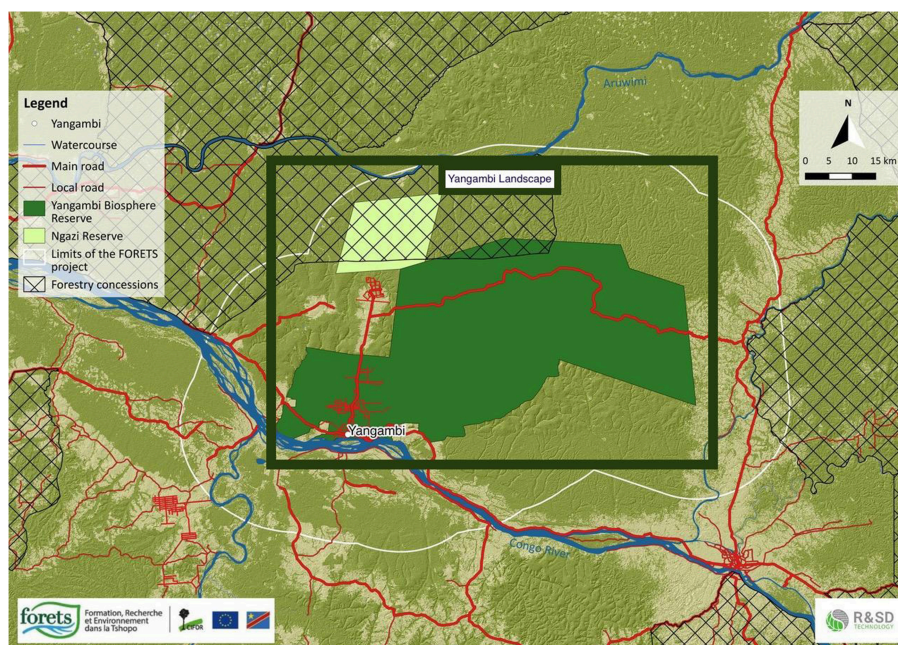 Aruwimi
Legend
Yangambi
Watercourse
Main road
Local road
Yangambi Biosphere
Reserve
Ngazi Reserve
Limits of the FORETS
project
Forestry concessions
N
0 5 10 15 km
Yangambi Landscape
Yangambi
Congo River
forets
Formation, Recherche
et Environnement
dans la Tshopo
CIFOR
R&SD
TECHNOLOGY